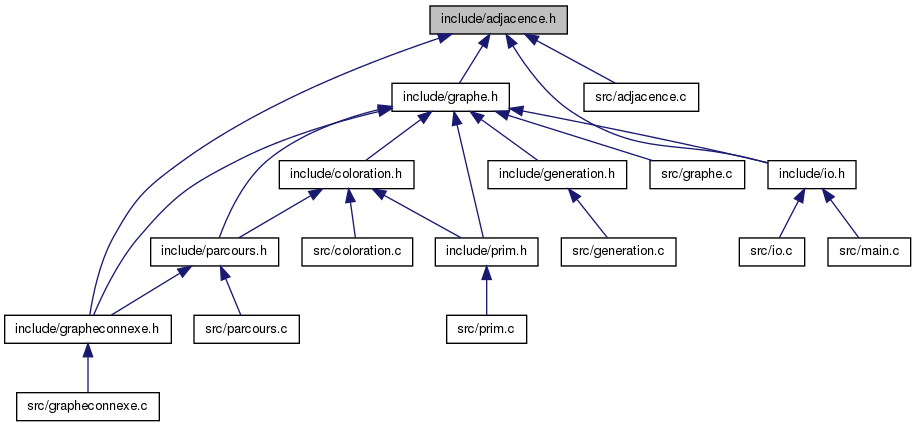 include/adjacence.h
include/graphe.h
src/adjacence.c
include/coloration.h
include/generation.h
src/graphe.c
include/io.h
include/parcours.h
src/coloration.c
include/prim.h
src/generation.c
src/io.c
src/main.c
include/grapheconnexe.h
src/parcours.c
src/prim.c
src/grapheconnexe.c